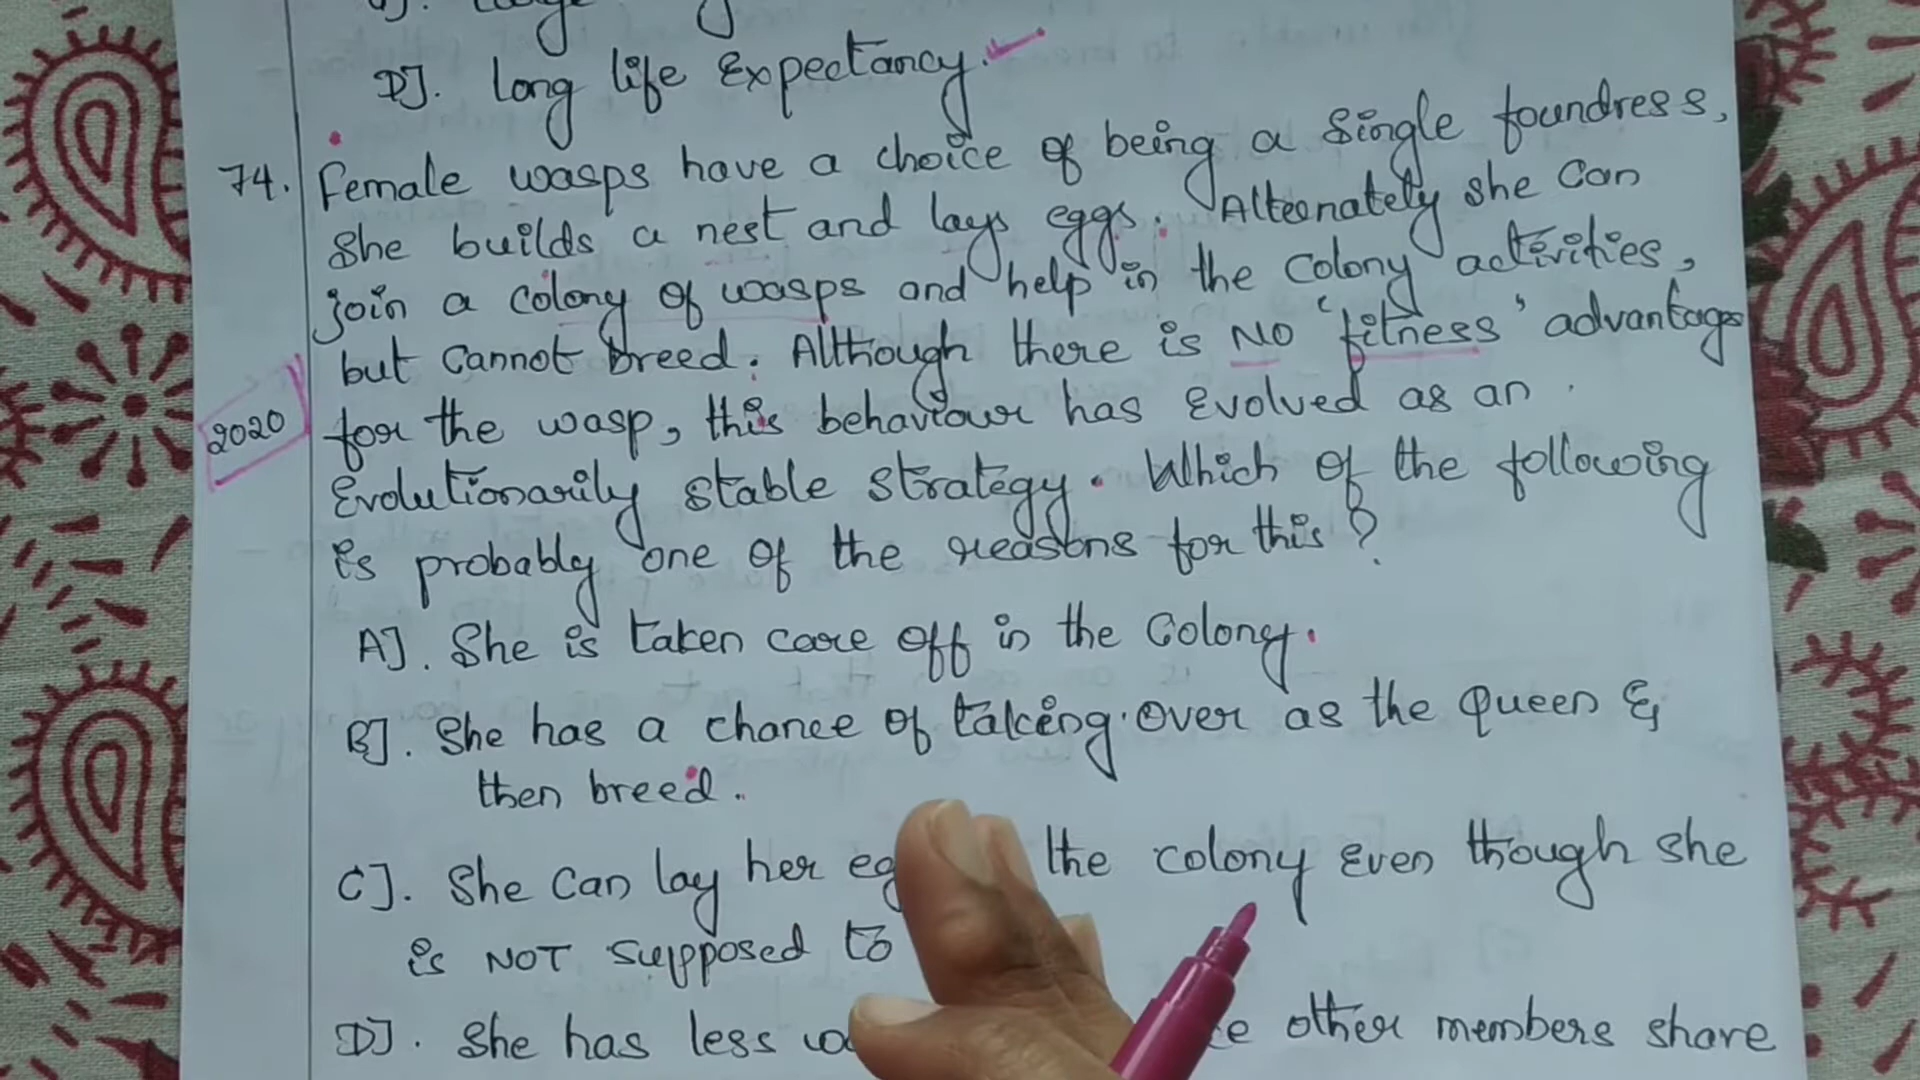 D]. Long life Expectancy.
74. Female wasps have a choice of being a single foundress,
She builds a nest and lays eggs. Alternately she can
join a colony of wasps and help in the colony activities,
but cannot breed. Although there is NO 'fitness' advantage
2020 for the wasp, this behaviour has evolved as an
Evolutionarily stable strategy. Which of the following
is probably one of the reasons for this?
A]. She is taken care off in the Colony.
B]. She has a chance of taking over as the queen &
then breed.
C]. She can lay her the colony even though she
is NOT supposed to
D]. She has less other members share